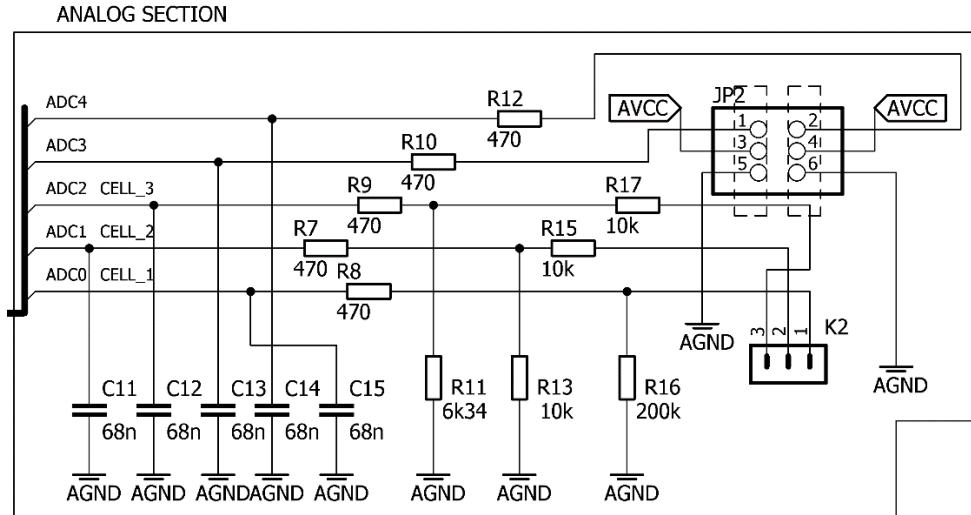 ANALOG SECTION
ADC4
R12
470
AVCC
JP2
AVCC
1
2
3
4
5
6
ADC3
R10
470
ADC2 CELL_3
R9
470
R17
10k
ADC1 CELL_2
R7
470
R15
10k
ADC0 CELL_1
R8
470
AGND
3
2
1
K2
AGND
C11
68n
C12
68n
C13
68n
C14
68n
C15
68n
R11
6k34
R13
10k
R16
200k
AGND
AGND
AGND
AGND
AGND
AGND
AGND
AGND